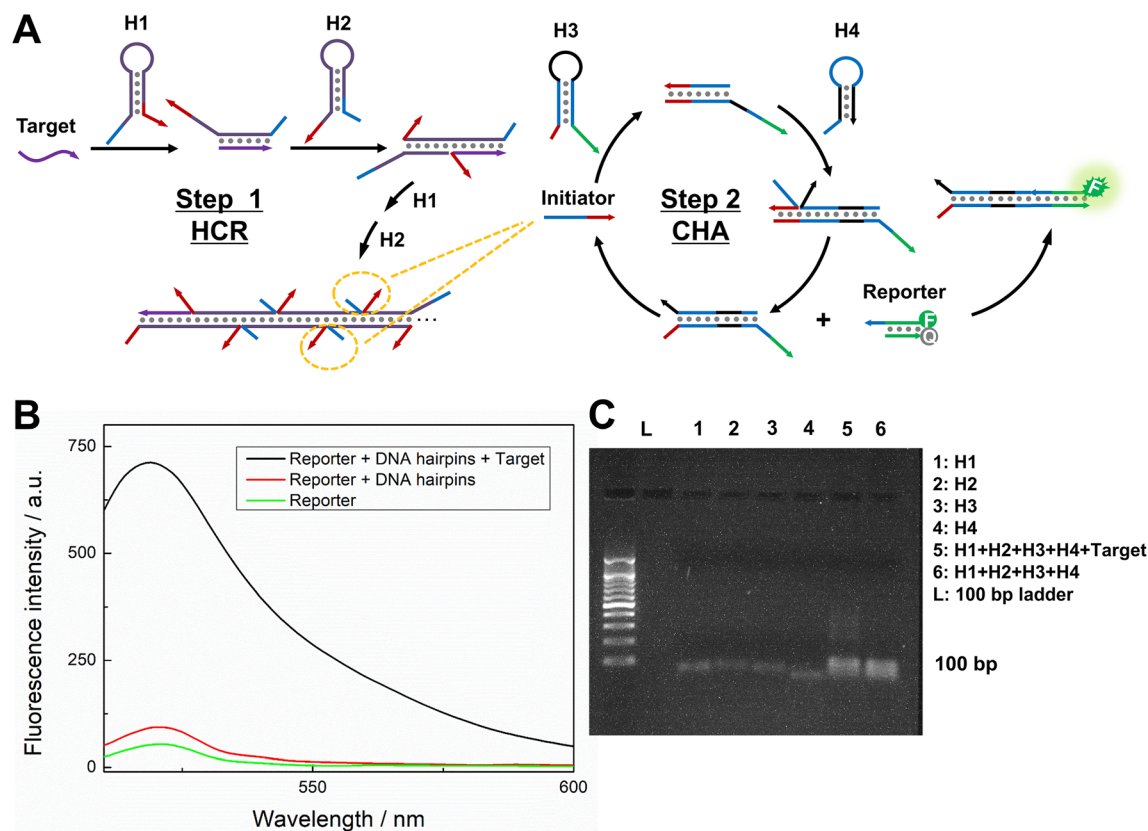 A
H1
H2
H3
H4
Target
Step 1
HCR
H1
H2
Initiator
Step 2
CHA
F
Reporter
+
F
Q
...
B
Reporter + DNA hairpins + Target
Reporter + DNA hairpins
Reporter
750
500
250
0
550
600
Fluorescence intensity / a.u.
Wavelength / nm
C
L 1 2 3 4 5 6
1: H1
2: H2
3: H3
4: H4
5: H1+H2+H3+H4+Target
6: H1+H2+H3+H4
L: 100 bp ladder
100 bp